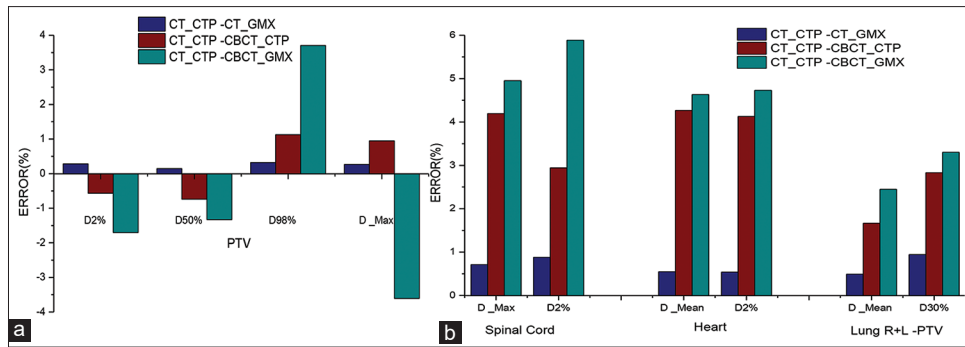 CT_CTP -CT_GMX
CT_CTP -CBCT_CTP
CT_CTP -CBCT_GMX
4
3
2
1
0
-1
-2
-3
-4
ERROR(%)
D2%
D50%
D98%
D _Max
PTV
a
CT_CTP -CT_GMX
CT_CTP -CBCT_CTP
CT_CTP -CBCT_GMX
6
5
4
3
2
1
0
ERROR(%)
D _Max
D2%
D _Mean
D2%
D _Mean
D30%
Spinal Cord
Heart
Lung R+L -PTV
b